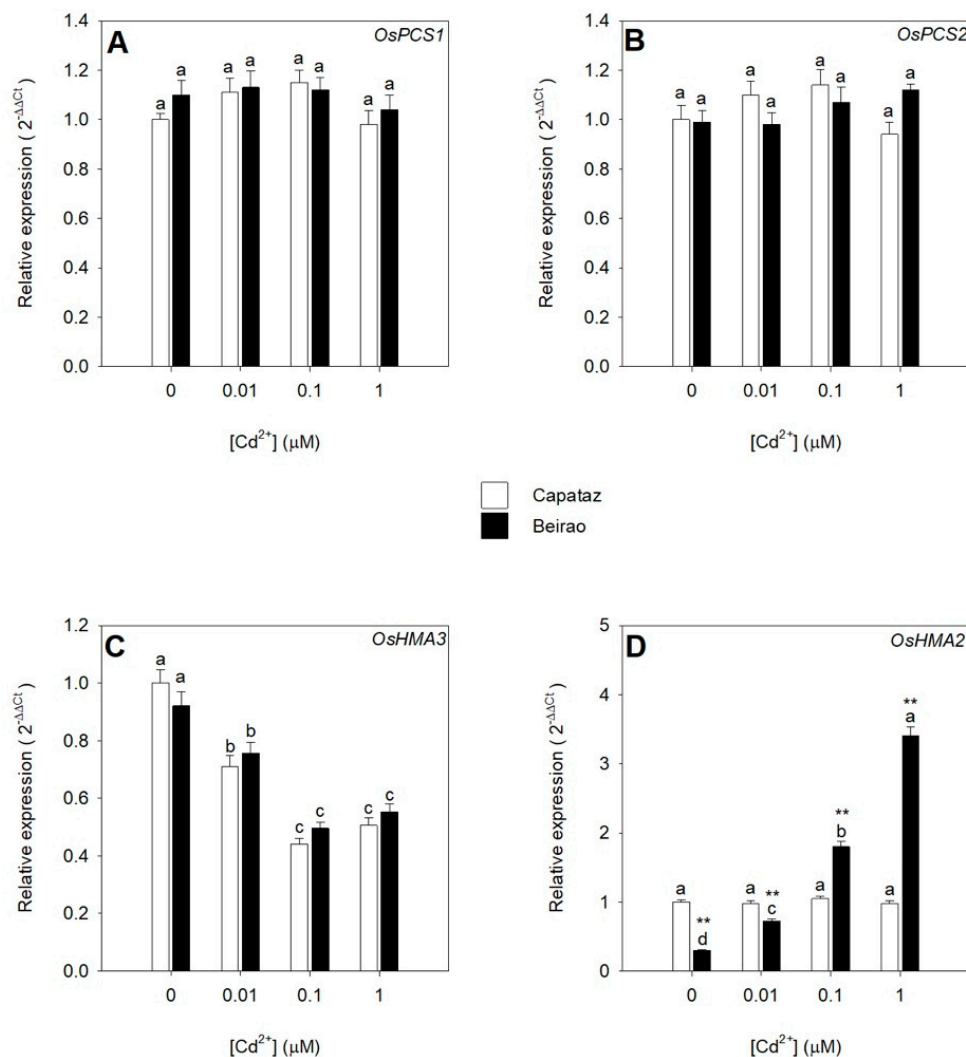 A
OsPCS1
Relative expression ( 2^-ΔΔCt )
1.4
1.2
1.0
0.8
0.6
0.4
0.2
0.0
a a a a a a a a
0 0.01 0.1 1
[Cd2+] (μM)
B
OsPCS2
Relative expression ( 2^-ΔΔCt )
1.4
1.2
1.0
0.8
0.6
0.4
0.2
0.0
a a a a a a a a
0 0.01 0.1 1
[Cd2+] (μM)
Capataz
Beirao
C
OsHMA3
Relative expression ( 2^-ΔΔCt )
1.2
1.0
0.8
0.6
0.4
0.2
0.0
a a b b c c c c
0 0.01 0.1 1
[Cd2+] (μM)
D
OsHMA2
Relative expression ( 2^-ΔΔCt )
5
4
3
2
1
0
** ** ** **
a d a c a b a a
0 0.01 0.1 1
[Cd2+] (μM)